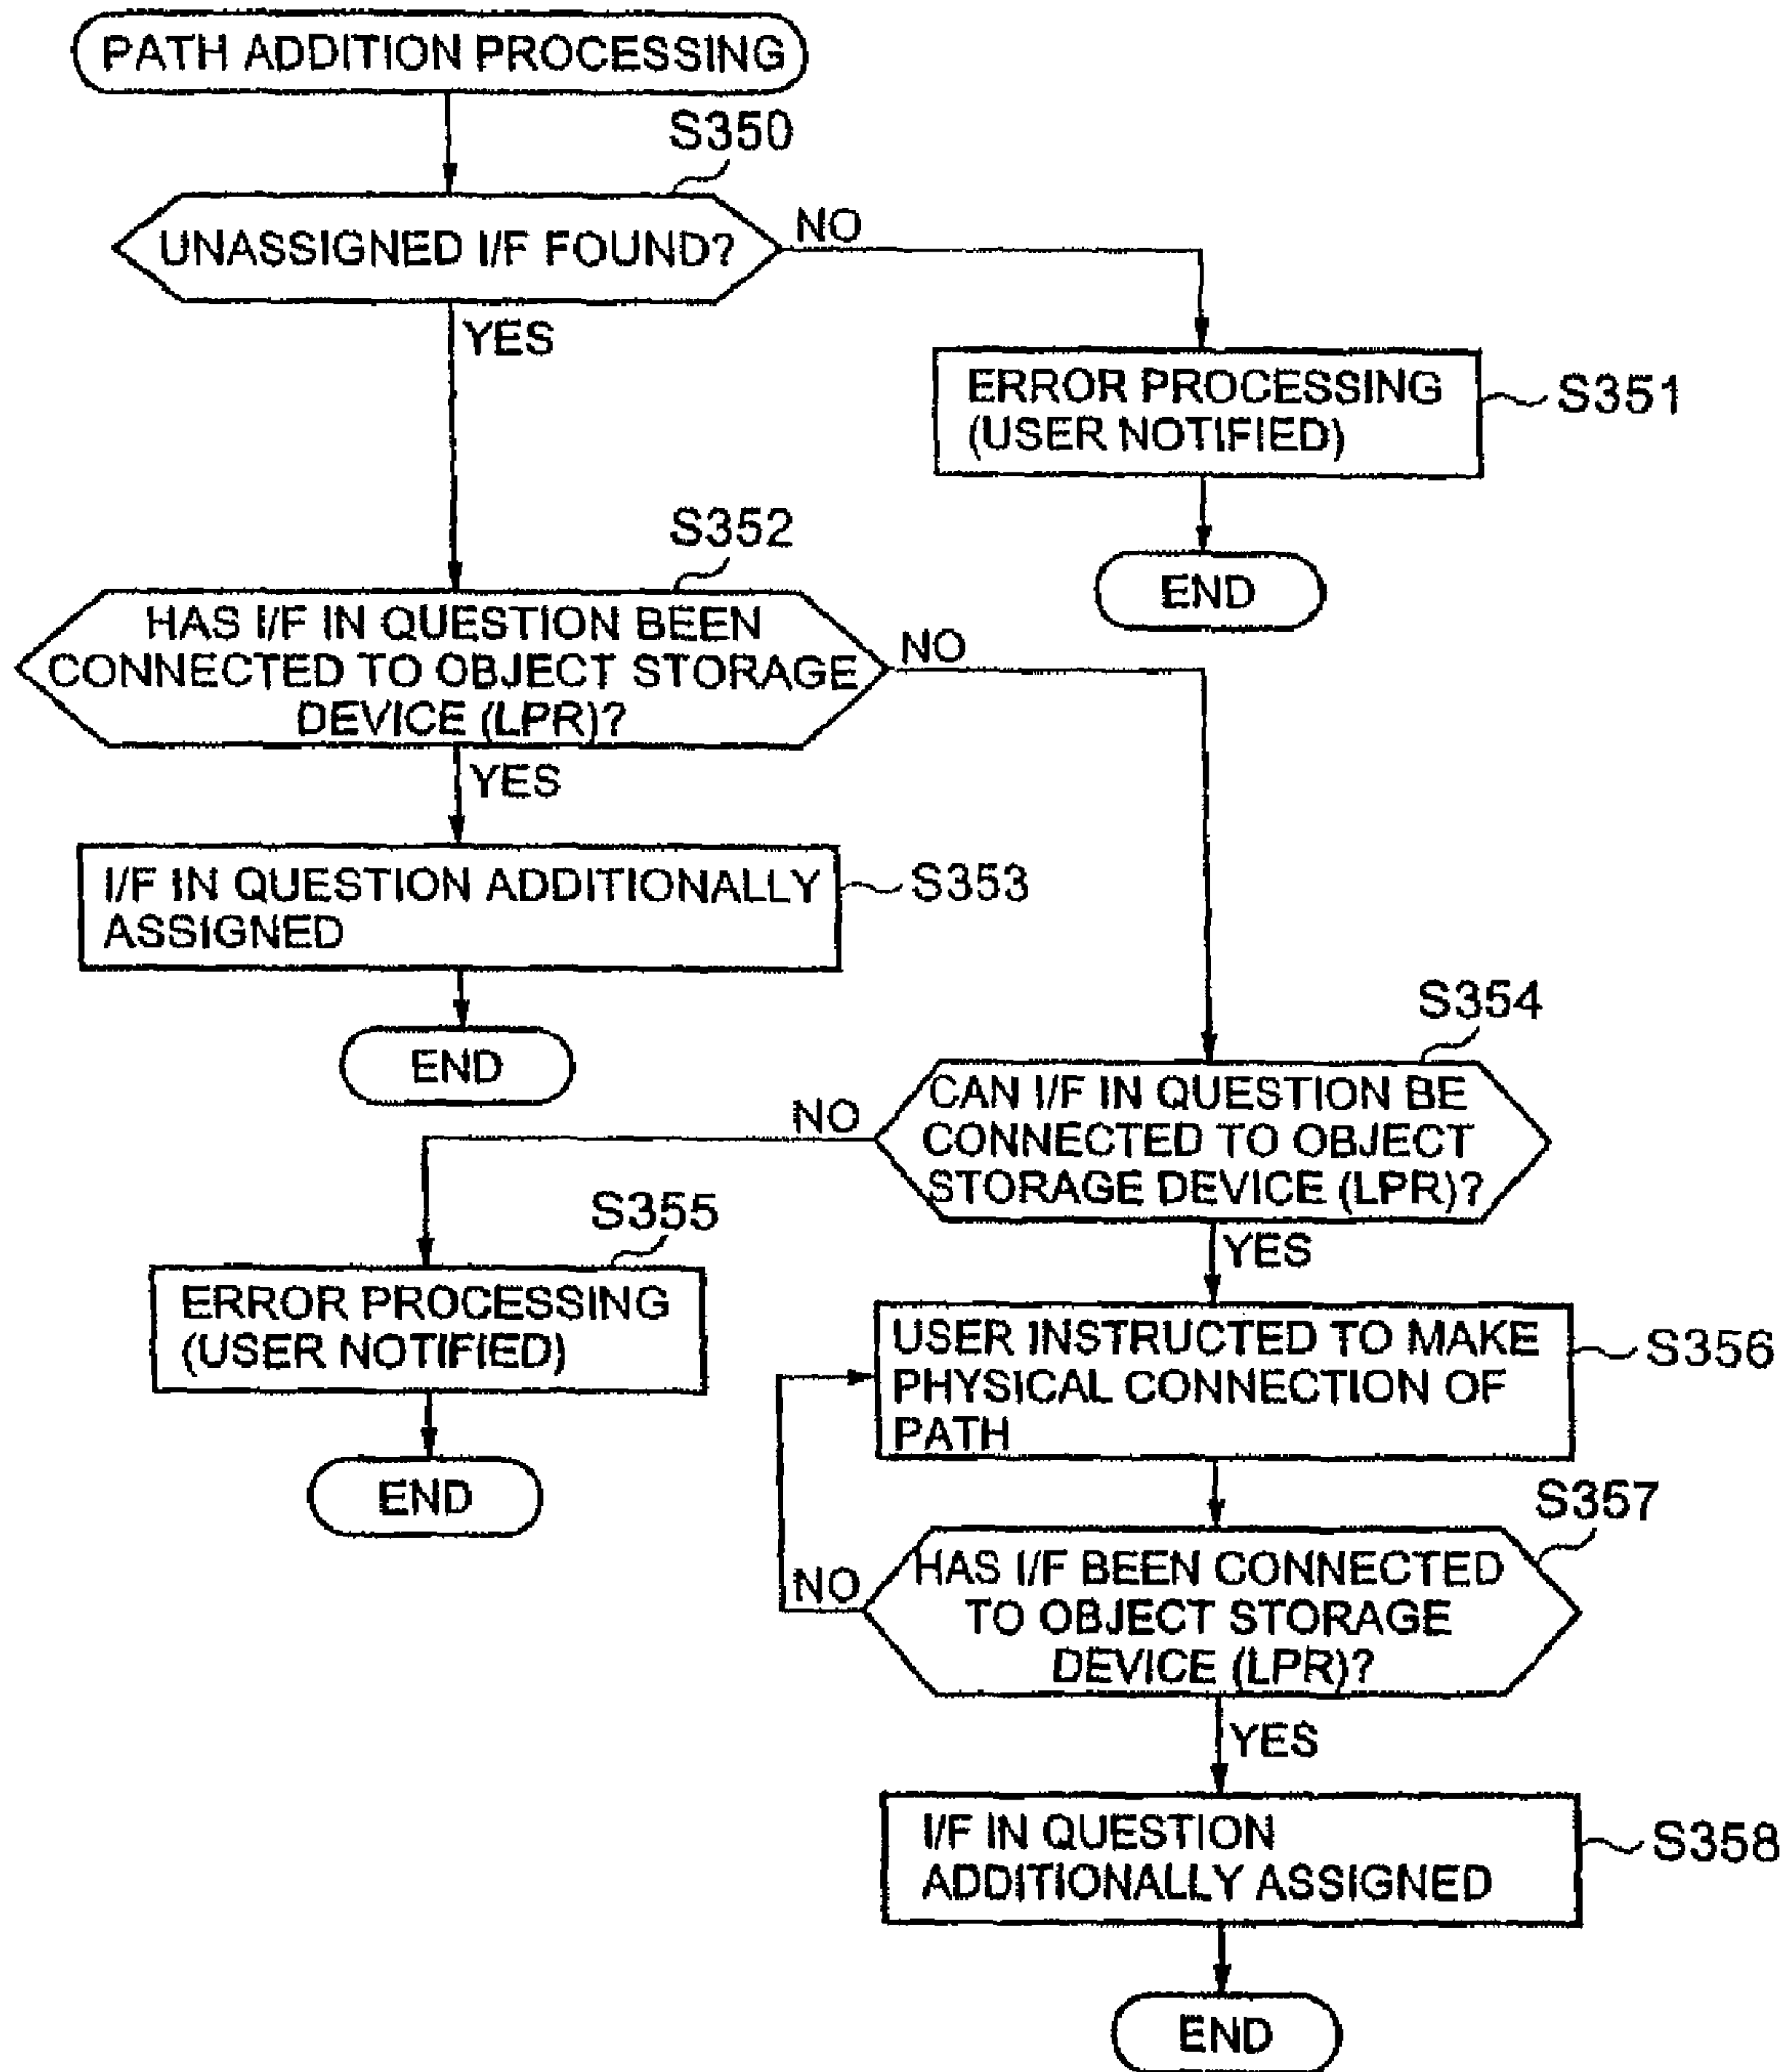 PATH ADDITION PROCESSING
S350
UNASSIGNED I/F FOUND?
NO
YES
ERROR PROCESSING
(USER NOTIFIED)
S351
END
S352
HAS I/F IN QUESTION BEEN
CONNECTED TO OBJECT STORAGE
DEVICE (LPR)?
NO
YES
I/F IN QUESTION ADDITIONALLY
ASSIGNED
S353
END
S354
CAN I/F IN QUESTION BE
CONNECTED TO OBJECT
STORAGE DEVICE (LPR)?
NO
YES
S355
ERROR PROCESSING
(USER NOTIFIED)
END
USER INSTRUCTED TO MAKE
PHYSICAL CONNECTION OF
PATH
S356
S357
HAS I/F BEEN CONNECTED
TO OBJECT STORAGE
DEVICE (LPR)?
NO
YES
I/F IN QUESTION
ADDITIONALLY ASSIGNED
S358
END